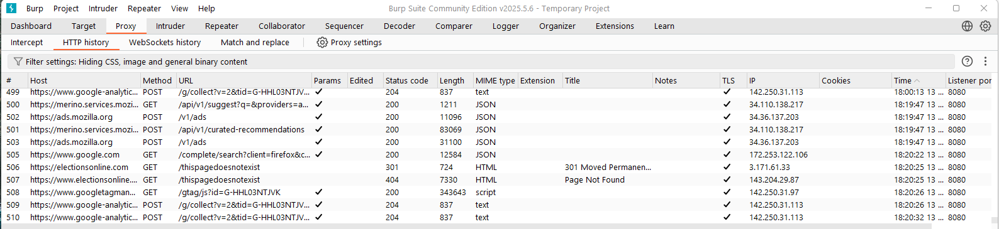 Burp Project Intruder Repeater View Help Burp Suite Community Edition v2025.5.6 - Temporary Project
Dashboard Target Proxy Intruder Repeater Collaborator Sequencer Decoder Comparer Logger Organizer Extensions Learn
Intercept HTTP history WebSockets history Match and replace Proxy settings
Filter settings: Hiding CSS, image and general binary content
# Host Method URL Params Edited Status code Length MIME type Extension Title Notes TLS IP Cookies Time Listener por
499 https://www.google-analytic... POST /g/collect?v=2&tid=G-HHL03NTJV... ✓ 204 837 text ✓ 142.250.31.113 18:00:13 13 ... 8080
500 https://merino.services.mozi... GET /api/v1/suggest?q=&providers=a... ✓ 200 1211 JSON ✓ 34.110.138.217 18:19:47 13 ... 8080
502 https://ads.mozilla.org POST /v1/ads ✓ 200 11096 JSON ✓ 34.36.137.203 18:19:47 13 ... 8080
501 https://merino.services.mozi... POST /api/v1/curated-recommendations ✓ 200 83069 JSON ✓ 34.110.138.217 18:19:47 13 ... 8080
503 https://ads.mozilla.org POST /v1/ads ✓ 200 31100 JSON ✓ 34.36.137.203 18:19:47 13 ... 8080
505 https://www.google.com GET /complete/search?client=firefox&c... ✓ 200 12584 JSON ✓ 172.253.122.106 18:20:22 13 ... 8080
506 https://electionsonline.com GET /thispagedoesnotexist 301 724 HTML 301 Moved Permanen... ✓ 3.171.61.33 18:20:25 13 ... 8080
507 https://www.electionsonline.... GET /thispagedoesnotexist 404 7330 HTML Page Not Found ✓ 143.204.29.87 18:20:25 13 ... 8080
508 https://www.googletagman... GET /gtag/js?id=G-HHL03NTJVK ✓ 200 343643 script ✓ 142.250.31.97 18:20:26 13 ... 8080
509 https://www.google-analytic... POST /g/collect?v=2&tid=G-HHL03NTJV... ✓ 204 837 text ✓ 142.250.31.113 18:20:26 13 ... 8080
510 https://www.google-analytic... POST /g/collect?v=2&tid=G-HHL03NTJV... ✓ 204 837 text ✓ 142.250.31.113 18:20:32 13 ... 8080